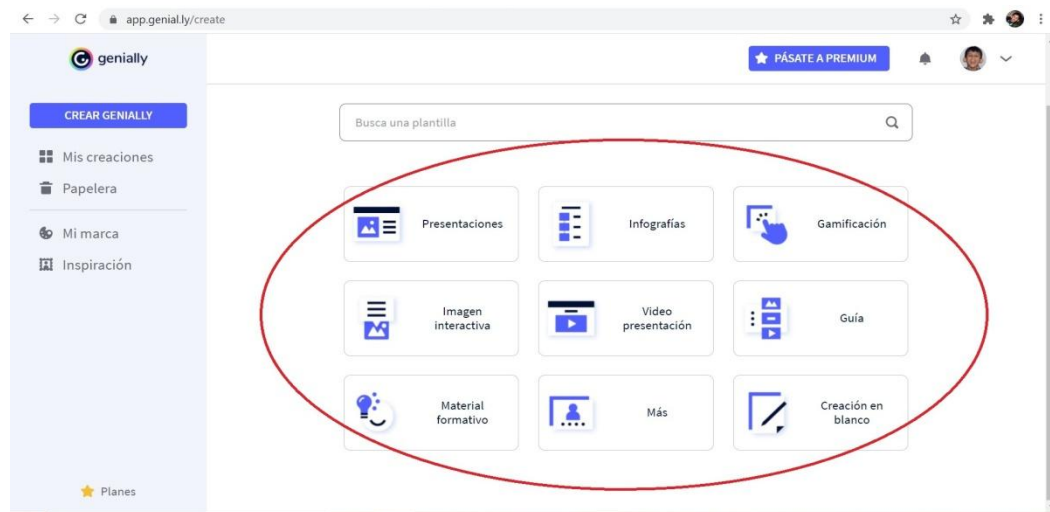 app.genial.ly/create
genially
PÁSATE A PREMIUM
CREAR GENIALLY
Mis creaciones
Papelera
Mi marca
Inspiración
Planes
Busca una plantilla
Presentaciones
Infografías
Gamificación
Imagen
interactiva
Video
presentación
Guía
Material
formativo
Más
Creación en
blanco